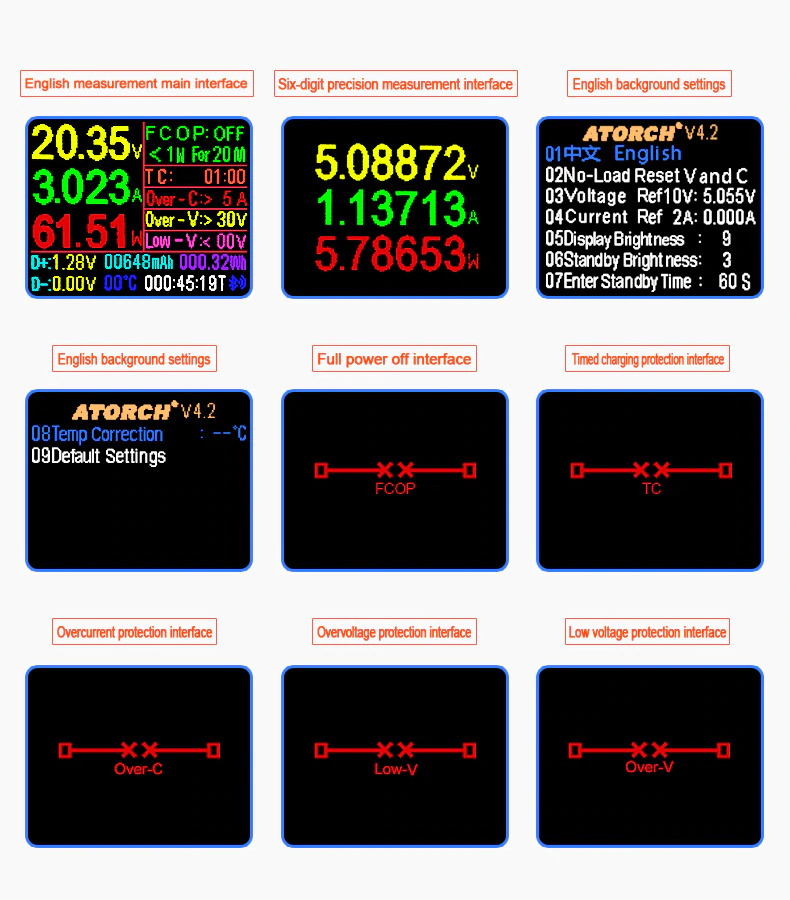 English measurement main interface
Six-digit precision measurement interface
English background settings
20.35V
3.023A
61.51W
FCOP: OFF
<1W For20M
TC: 01:00
Over-C:> 5A
Over-V:> 30V
Low-V:< 00V
D+:1.28V 00648mAh 000.32Wh
D-:0.00V 00°C 000:45:19T
5.08872V
1.13713A
5.78653W
ATORCH V4.2
01中文 English
02No-Load Reset V and C
03Voltage Ref10V: 5.055V
04Current Ref 2A: 0.000A
05Display Brightness : 9
06Standby Brightness: 3
07Enter Standby Time : 60 S
English background settings
Full power off interface
Timed charging protection interface
ATORCH V4.2
08Temp Correction : --°C
09Default Settings
FCOP
TC
Overcurrent protection interface
Overvoltage protection interface
Low voltage protection interface
Over-C
Low-V
Over-V